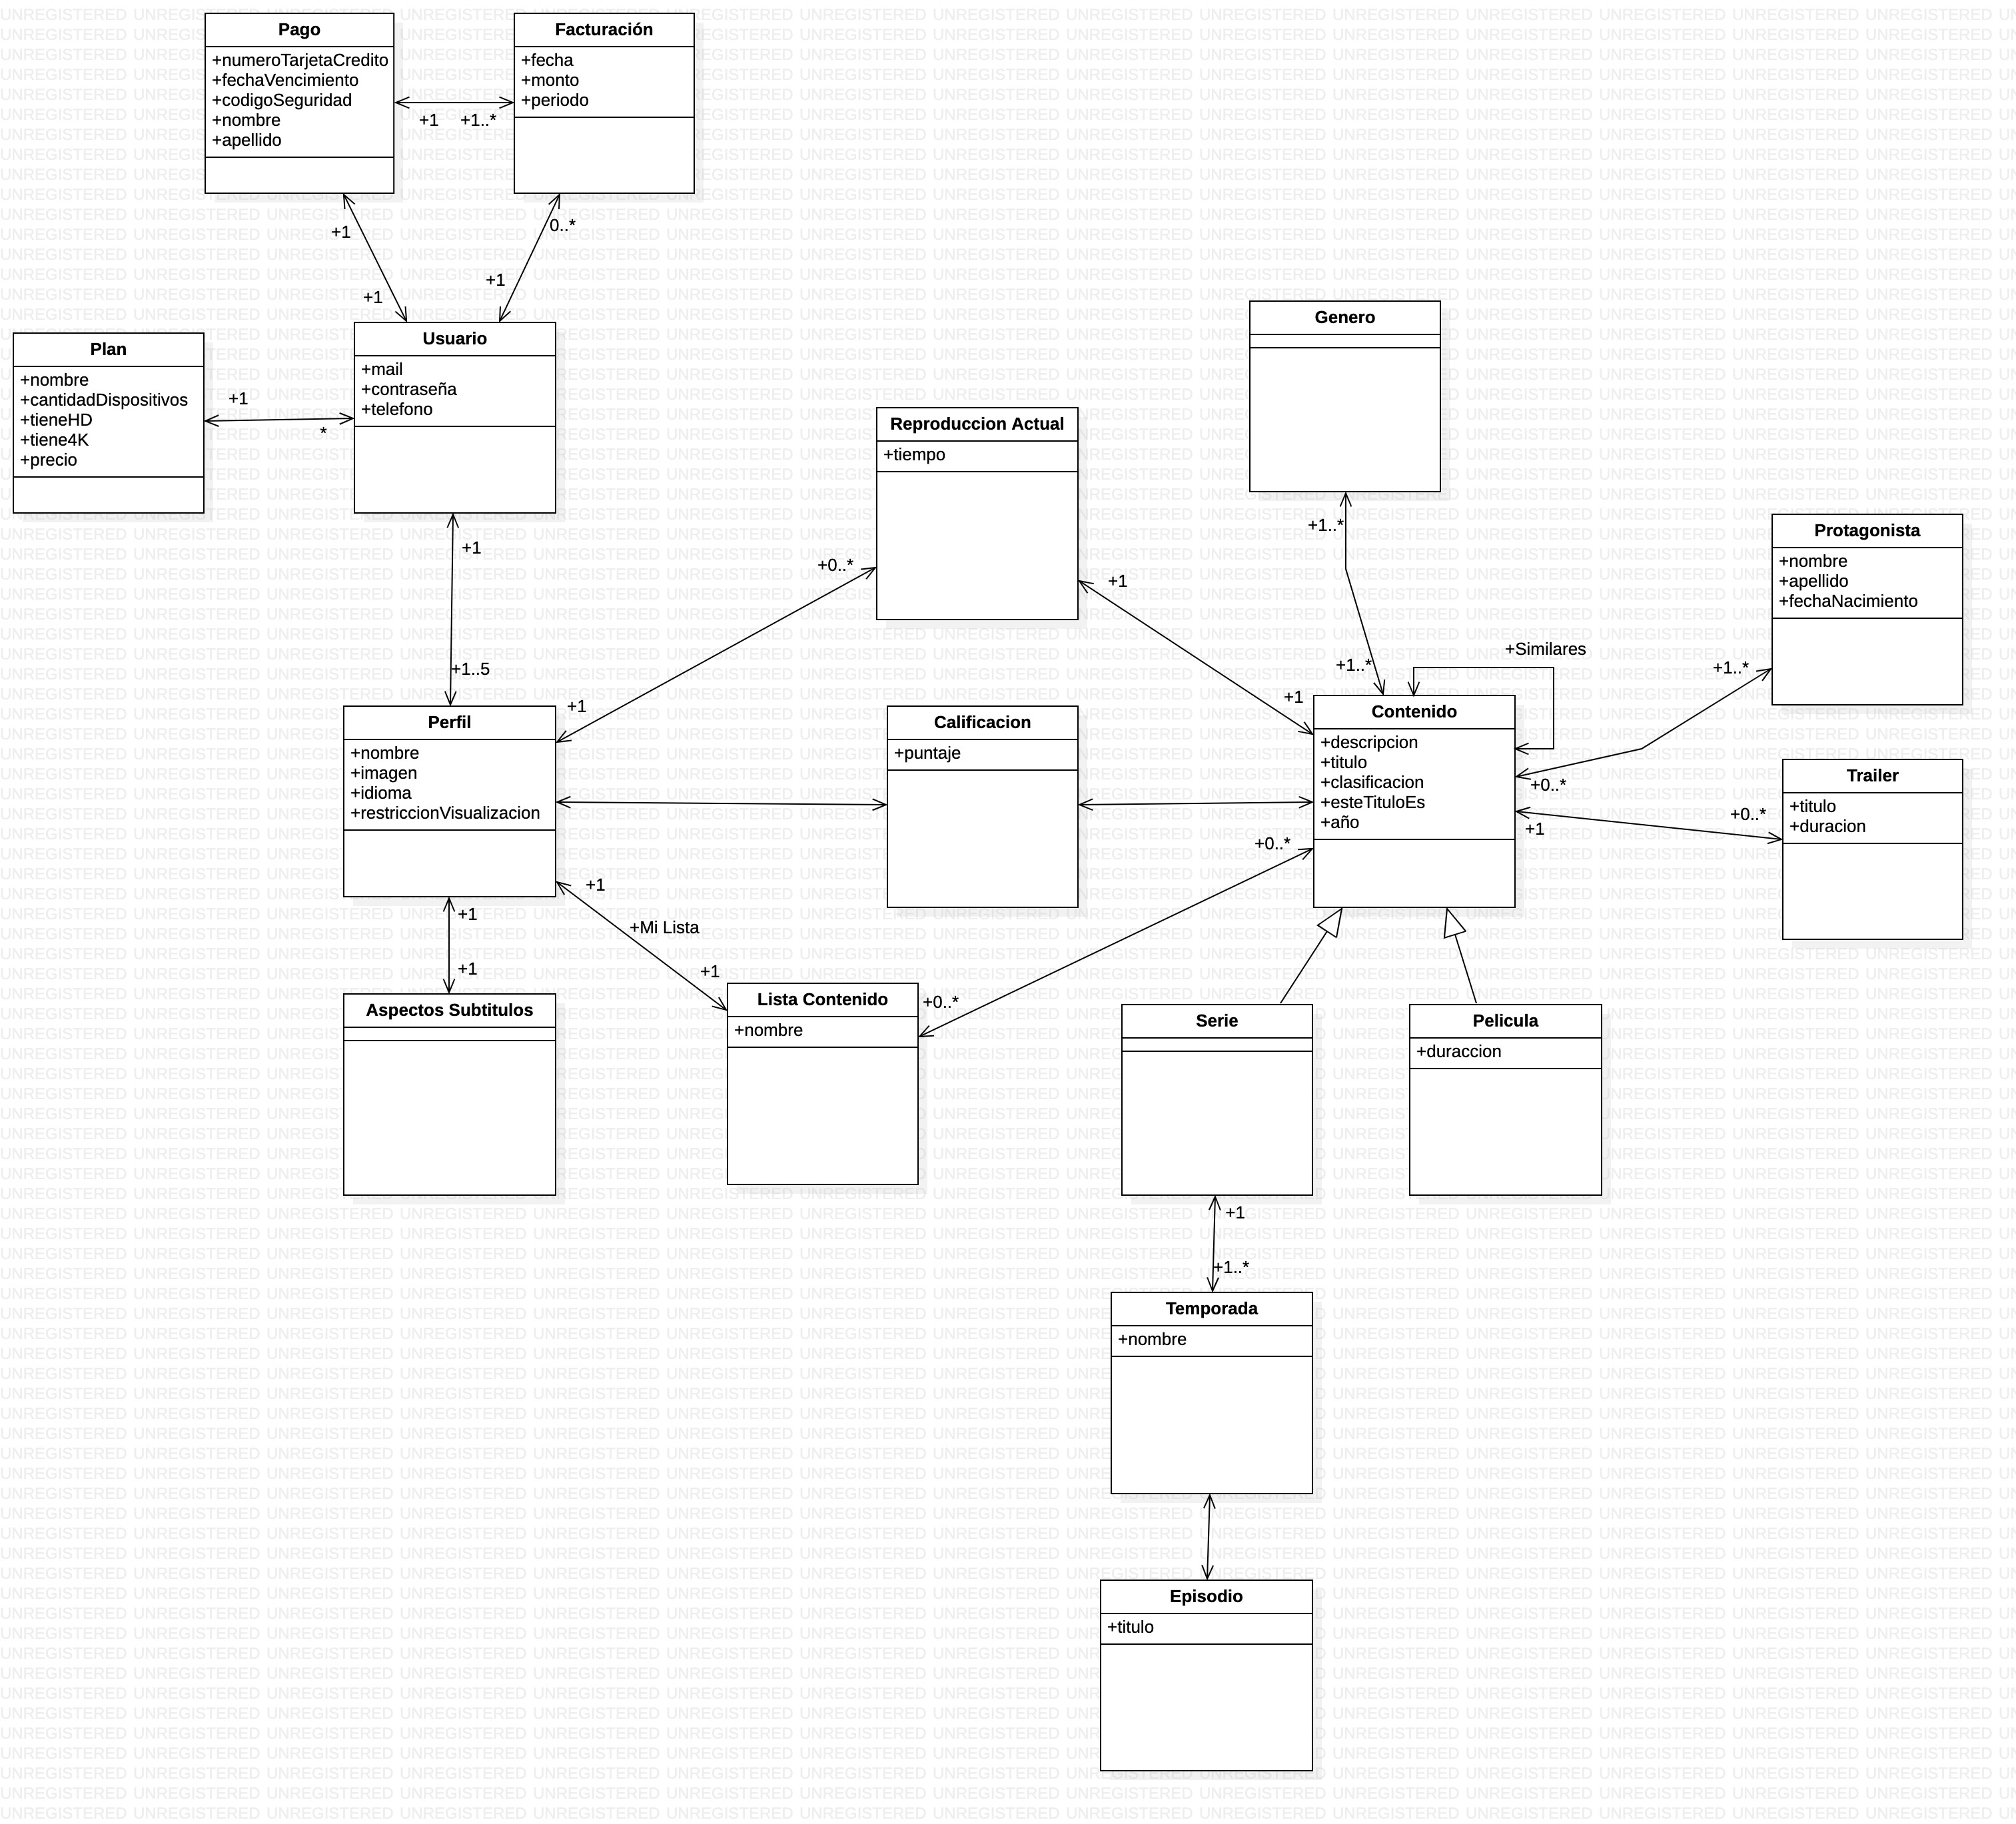 Pago
+numeroTarjetaCredito
+fechaVencimiento
+codigoSeguridad
+nombre
+apellido
Facturación
+fecha
+monto
+periodo
+1
+1..*
+1
+1
0..*
+1
Plan
+nombre
+cantidadDispositivos
+tieneHD
+tiene4K
+precio
+1
*
Usuario
+mail
+contraseña
+telefono
+1
+1..5
Reproduccion Actual
+tiempo
+0..*
+1
+1
+1
Genero
+1..*
+1..*
+Similares
Protagonista
+nombre
+apellido
+fechaNacimiento
+1..*
+0..*
Perfil
+nombre
+imagen
+idioma
+restriccionVisualizacion
Calificacion
+puntaje
Contenido
+descripcion
+titulo
+clasificacion
+esteTituloEs
+año
Trailer
+titulo
+duracion
+0..*
+1
+0..*
+0..*
+1
+Mi Lista
+1
+1
+1
Aspectos Subtitulos
Lista Contenido
+nombre
Serie
Pelicula
+duraccion
+1
+1..*
Temporada
+nombre
Episodio
+titulo
UNREGISTERED